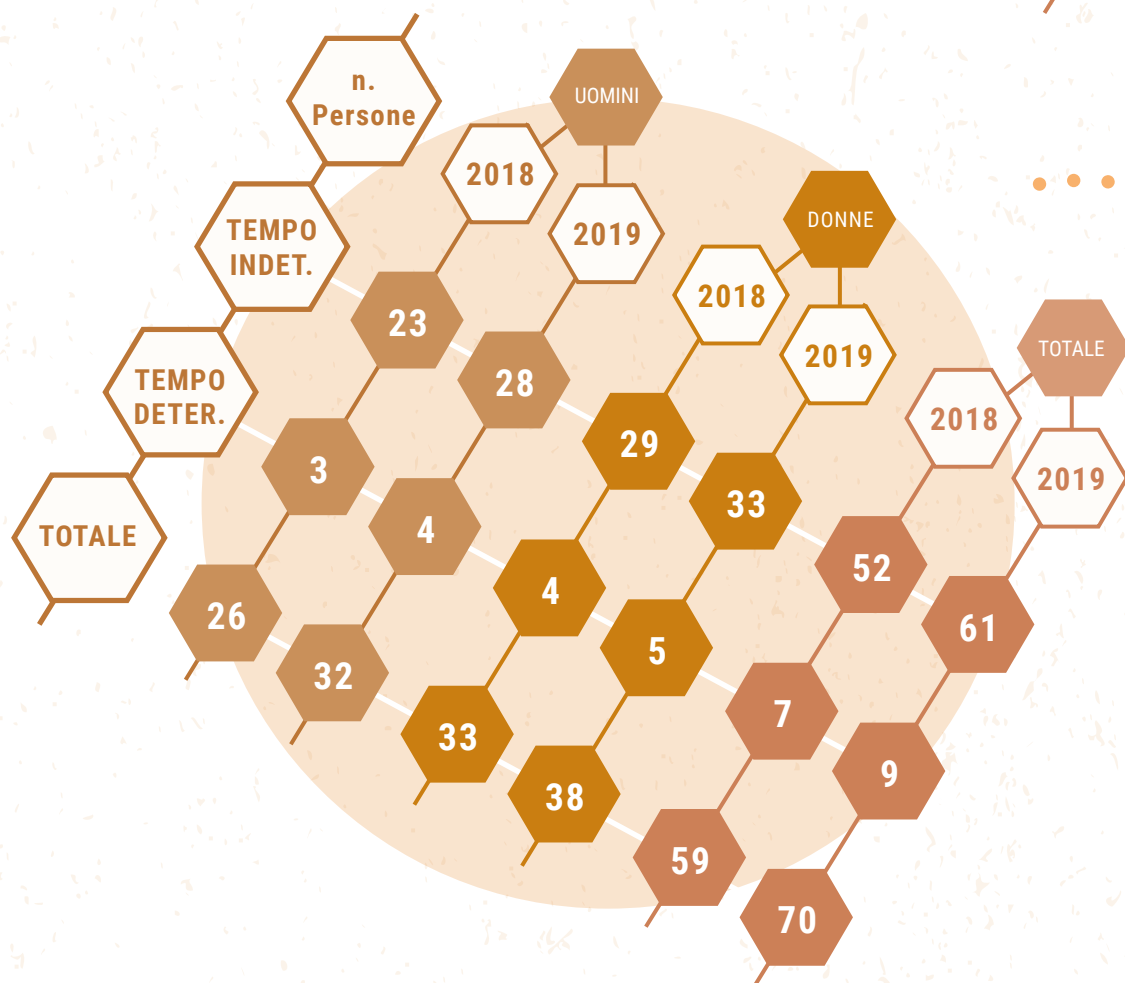 n.
Persone
UOMINI
2018
2019
DONNE
2018
2019
TOTALE
2018
2019
TEMPO
INDET.
23
28
29
33
52
61
TEMPO
DETER.
3
4
4
5
7
9
TOTALE
26
32
33
38
59
70